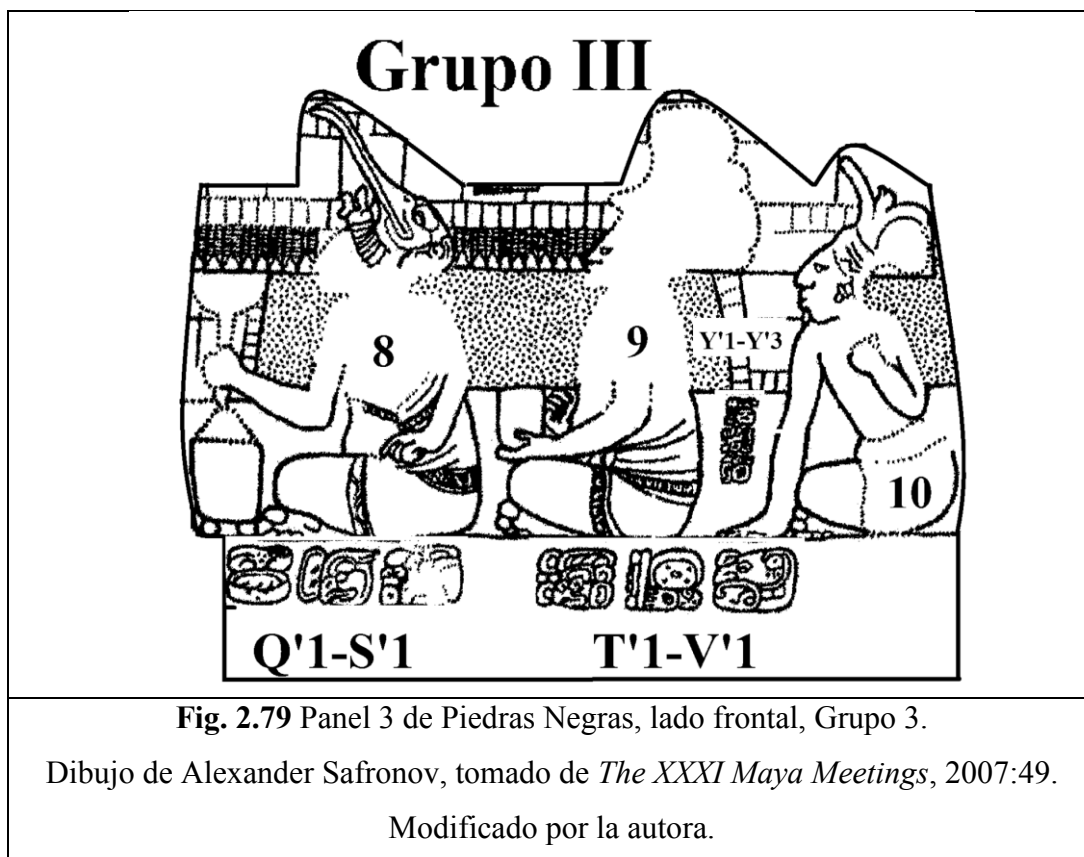 Grupo III
8
9
Y'1-Y'3
10
Q'1-S'1
T'1-V'1
Fig. 2.79 Panel 3 de Piedras Negras, lado frontal, Grupo 3.
Dibujo de Alexander Safronov, tomado de The XXXI Maya Meetings, 2007:49.
Modificado por la autora.